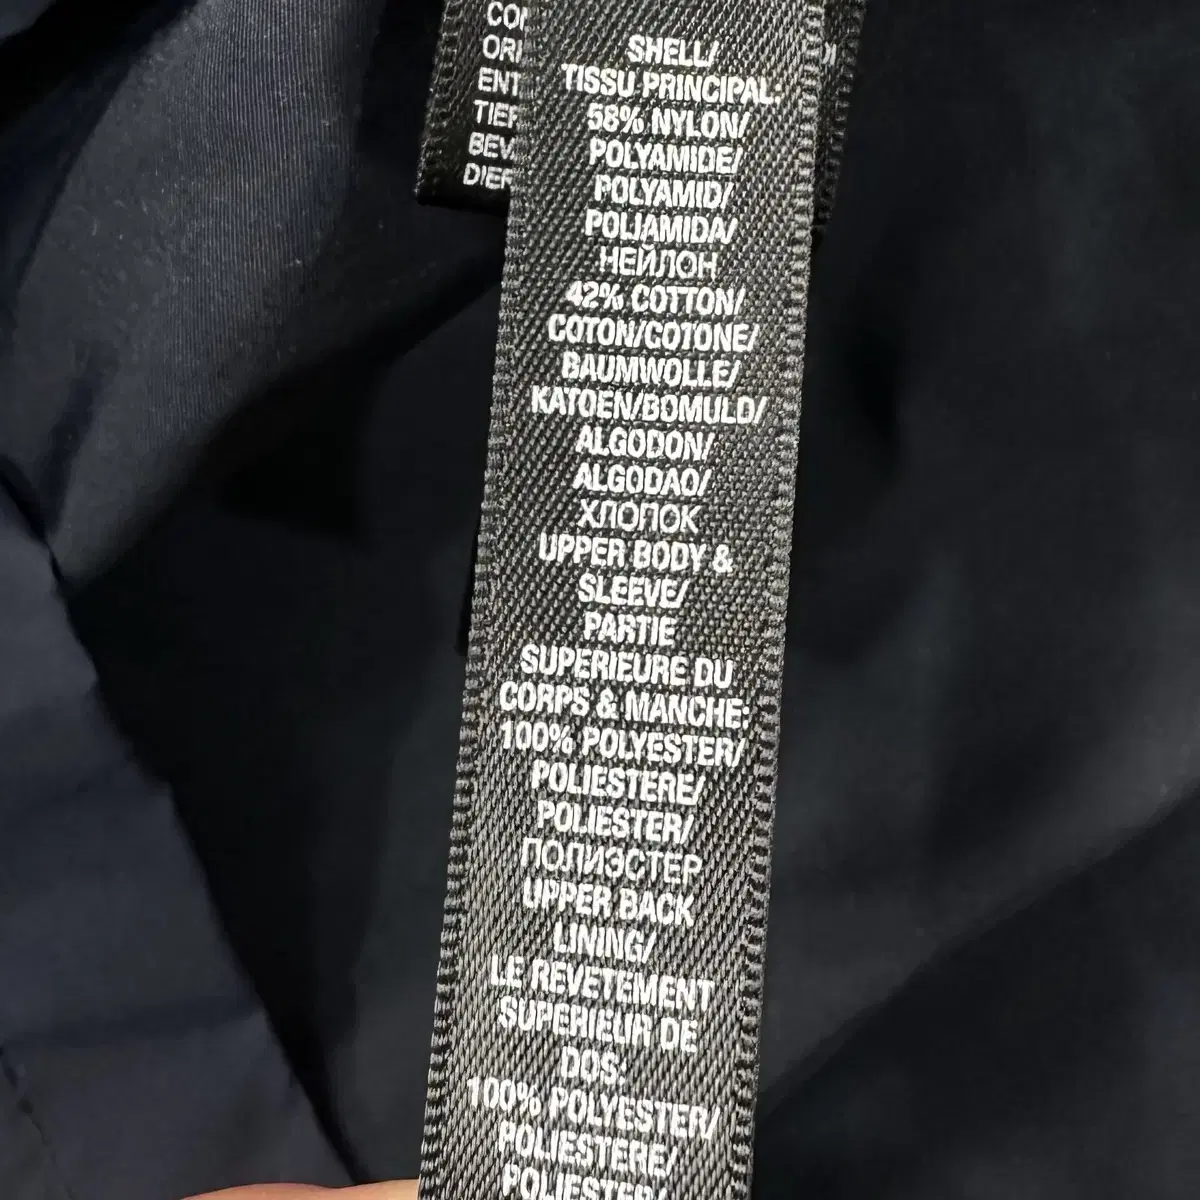 SHELL/
TISSU PRINCIPAL:
58% NYLON/
POLYAMIDE/
POLYAMID/
POLIAMIDA/
НЕЙЛОН
42% COTTON/
COTON/COTONE/
BAUMWOLLE/
KATOEN/BOMULD/
ALGODON/
ALGODAO/
ХЛОПОК
UPPER BODY &
SLEEVE/
PARTIE
SUPERIEURE DU
CORPS & MANCHE:
100% POLYESTER/
POLIESTERE/
POLIESTER/
ПОЛИЭСТЕР
UPPER BACK
LINING/
LE REVETEMENT
SUPERIEUR DE
DOS:
100% POLYESTER/
POLIESTERE/
POLIESTER/